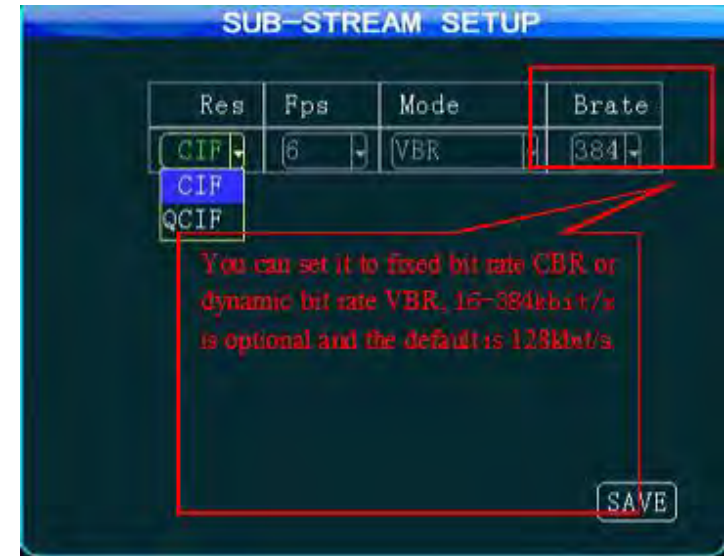 SUB-STREAM SETUP
Res Fps Mode Brate
CIF 6 VBR 384
CIF
QCIF
You can set it to fixed bit rate CBR or
dynamic bit rate VBR, 16-384kbit/s
is optional and the default is 128kbit/s.
SAVE